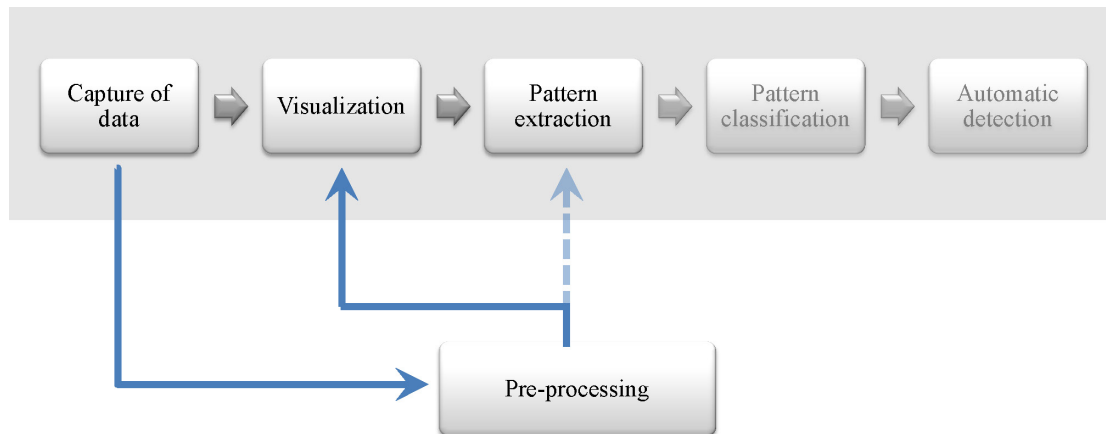 Capture of
data
Visualization
Pattern
extraction
Pattern
classification
Automatic
detection
Pre-processing